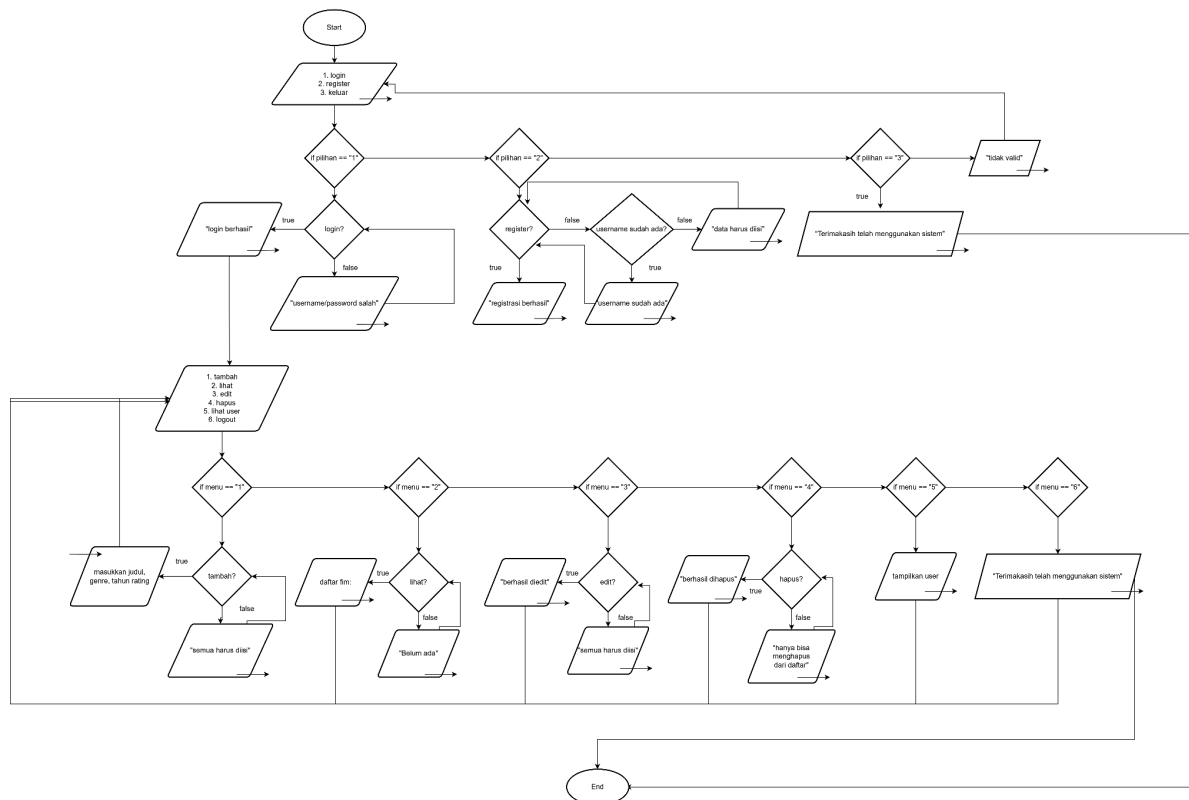 Start
1. login
2. register
3. keluar
if pilihan == "1"
if pilihan == "2"
if pilihan == "3"
"tidak valid"
true
"login berhasil"
true
login?
false
"username/password salah"
register?
false
username sudah ada?
false
"data harus diisi"
true
"registrasi berhasil"
true
"username sudah ada"
"Terimakasih telah menggunakan sistem"
1. tambah
2. lihat
3. edit
4. hapus
5. lihat user
6. logout
if menu == "1"
if menu == "2"
if menu == "3"
if menu == "4"
if menu == "5"
if menu == "6"
masukkan judul,
genre, tahun rating
true
tambah?
false
"semua harus diisi"
daftar fim:
true
lihat?
false
"Belum ada"
"berhasil diedit"
true
edit?
false
"semua harus diisi"
"berhasil dihapus"
true
hapus?
false
"hanya bisa
menghapus
dari daftar"
tampilkan user
"Terimakasih telah menggunakan sistem"
End